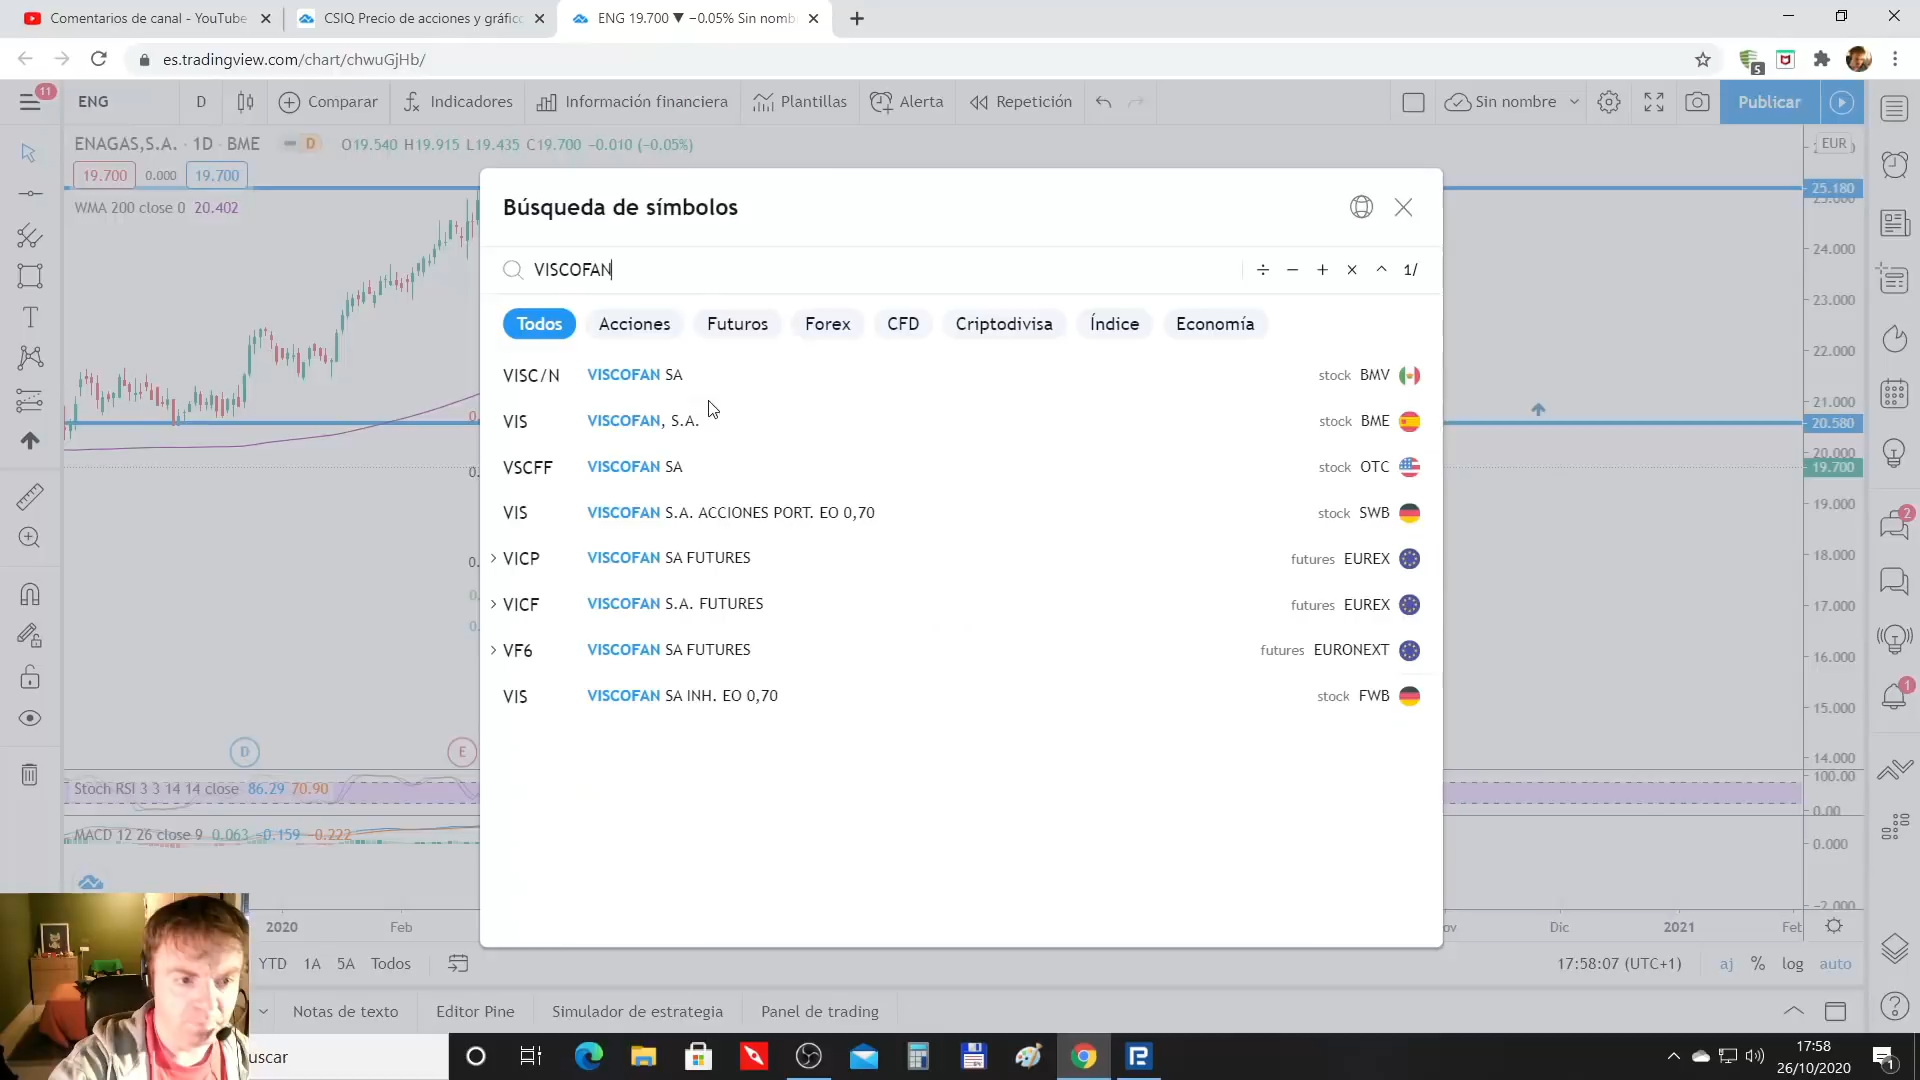 Comentarios de canal - YouTube
CSIQ Precio de acciones y gráfico
ENG 19.700 ▼ −0.05% Sin nomb
es.tradingview.com/chart/chwuGjHb/
5
11
ENG
D
Comparar
Indicadores
Información financiera
Plantillas
Alerta
Repetición
Sin nombre
Publicar
ENAGAS,S.A. · 1D · BME
D
O19.540 H19.915 L19.435 C19.700 −0.010 (−0.05%)
19.700 0.000 19.700
WMA 200 close 0 20.402
EUR
25.180
24.000
23.000
22.000
21.000
20.580
20.000
19.700
19.000
18.000
17.000
16.000
15.000
14.000
100.00
0.00
0.000
-2.000
Búsqueda de símbolos
VISCOFAN
÷ − + × ^ 1/
Todos
Acciones
Futuros
Forex
CFD
Criptodivisa
Índice
Economía
VISC/N VISCOFAN SA stock BMV
VIS VISCOFAN, S.A. stock BME
VSCFF VISCOFAN SA stock OTC
VIS VISCOFAN S.A. ACCIONES PORT. EO 0,70 stock SWB
VICP VISCOFAN SA FUTURES futures EUREX
VICF VISCOFAN S.A. FUTURES futures EUREX
VF6 VISCOFAN SA FUTURES futures EURONEXT
VIS VISCOFAN SA INH. EO 0,70 stock FWB
D
E
Stoch RSI 3 3 14 14 close 86.29 70.90
MACD 12 26 close 9 0.063 −0.159 −0.222
2020 Feb
Dic 2021 Feb
2
1
YTD 1A 5A Todos
17:58:07 (UTC+1)
aj % log auto
Notas de texto
Editor Pine
Simulador de estrategia
Panel de trading
uscar
17:58
26/10/2020
1